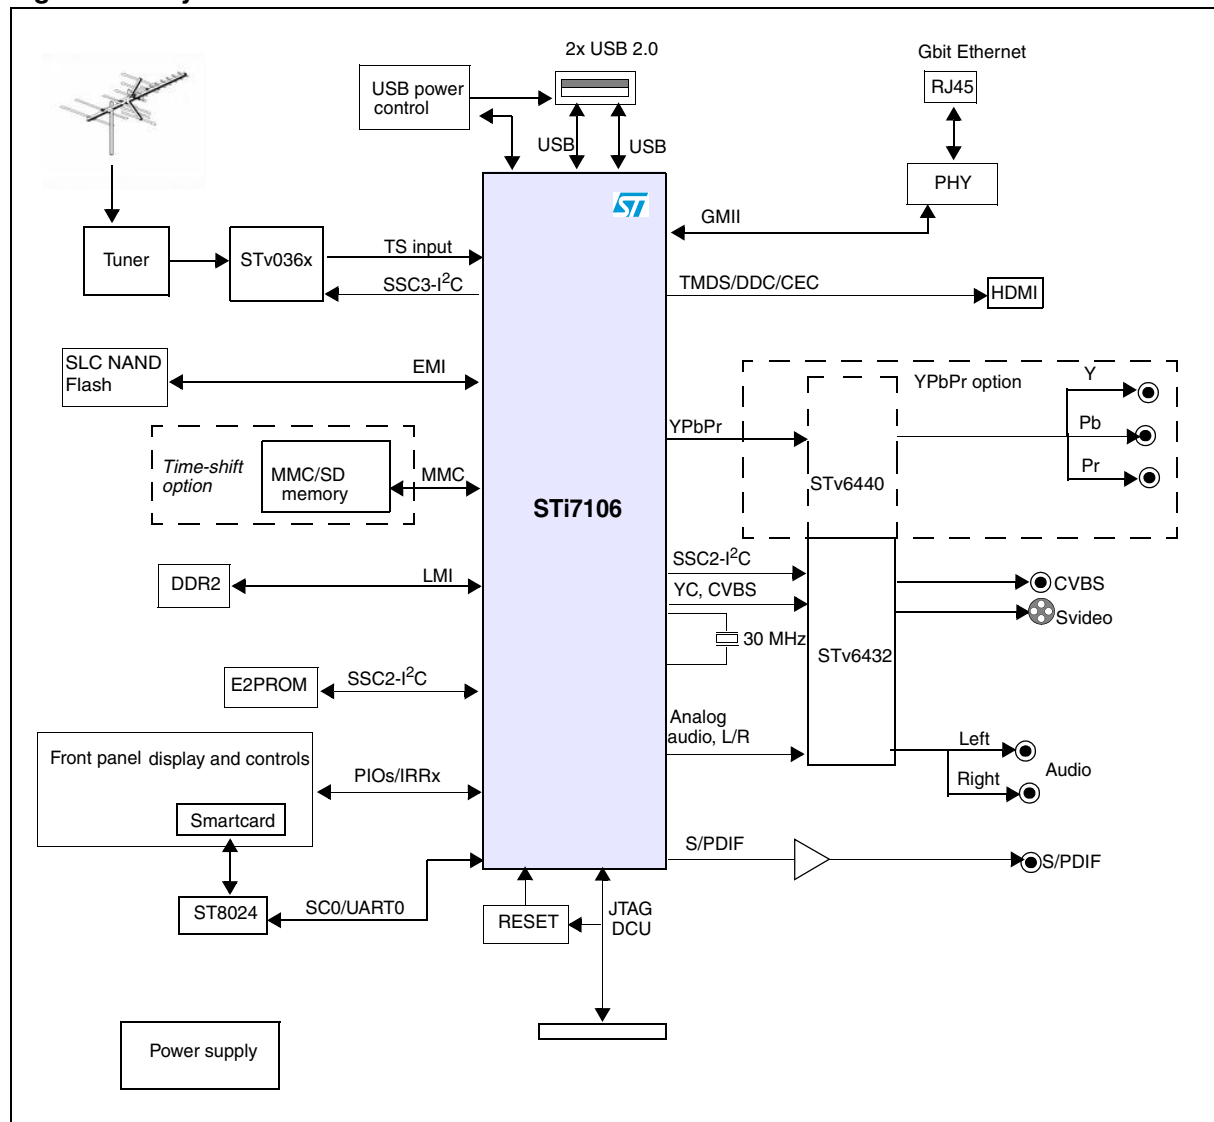 2x USB 2.0
Gbit Ethernet
USB power
control
RJ45
USB
USB
PHY
ST
GMII
Tuner
STv036x
TS input
SSC3-I²C
TMDS/DDC/CEC
HDMI
SLC NAND
Flash
EMI
YPbPr option
Y
YPbPr
Pb
Time-shift
option
MMC/SD
memory
MMC
Pr
STv6440
STi7106
SSC2-I²C
DDR2
LMI
YC, CVBS
CVBS
Svideo
30 MHz
STv6432
E2PROM
SSC2-I²C
Analog
audio, L/R
Left
Right
Audio
Front panel display and controls
PIOs/IRRx
Smartcard
S/PDIF
S/PDIF
ST8024
SC0/UART0
RESET
JTAG
DCU
Power supply